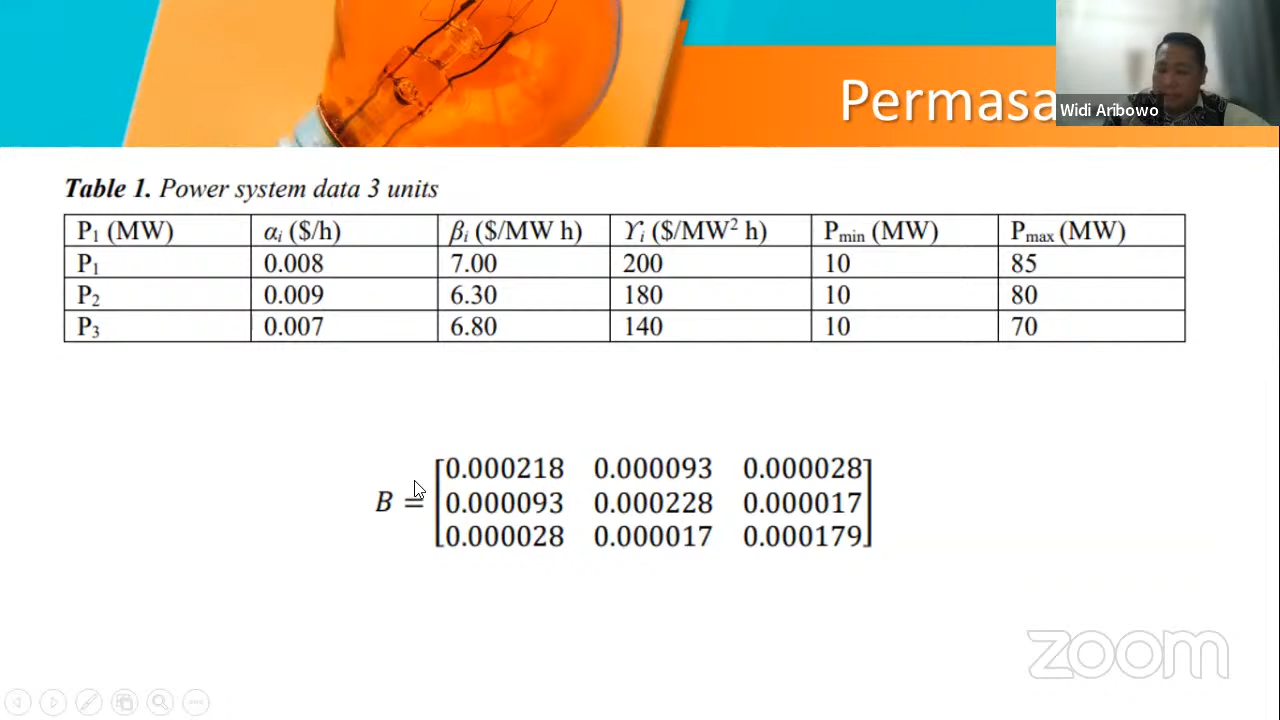 Permasa
Widi Aribowo
Table 1. Power system data 3 units
P₁ (MW) αᵢ ($/h) βᵢ ($/MW h) ϒᵢ ($/MW² h) Pmin (MW) Pmax (MW)
P₁ 0.008 7.00 200 10 85
P₂ 0.009 6.30 180 10 80
P₃ 0.007 6.80 140 10 70
B = [0.000218 0.000093 0.000028
0.000093 0.000228 0.000017
0.000028 0.000017 0.000179]
zoom